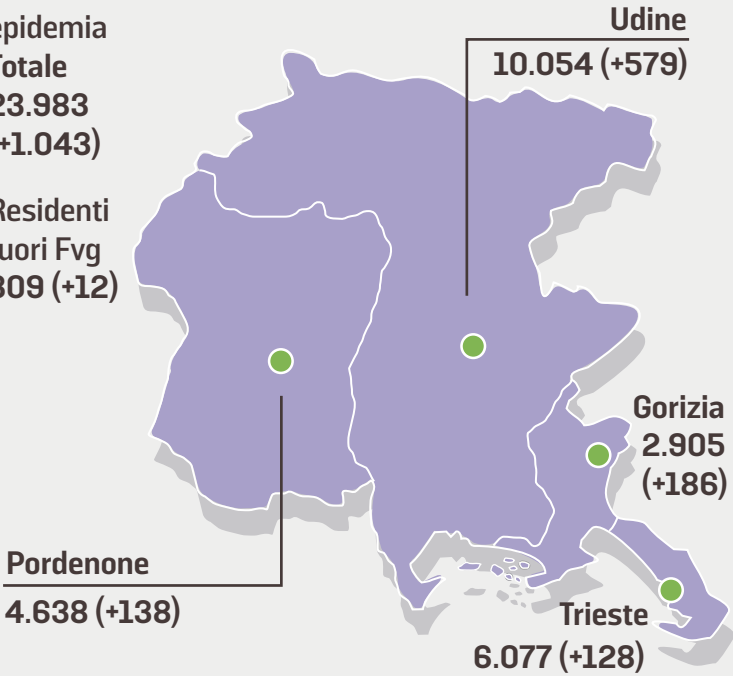 epidemia
Totale
23.983
(+1.043)
Residenti
uori Fvg
309 (+12)
Udine
10.054 (+579)
Gorizia
2.905
(+186)
Pordenone
4.638 (+138)
Trieste
6.077 (+128)